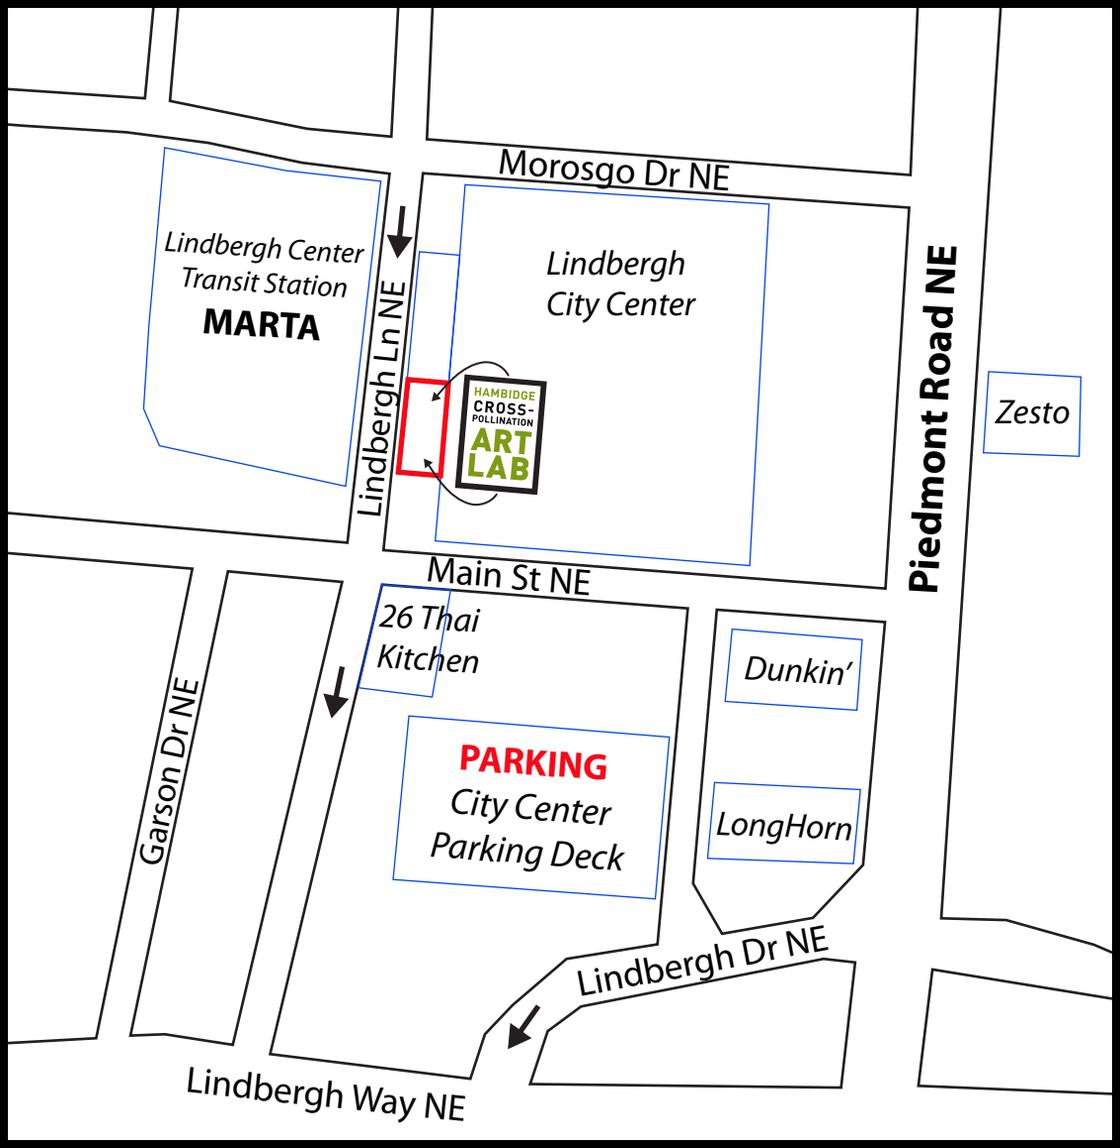 Morosgo Dr NE
Lindbergh Center
Transit Station
MARTA
Lindbergh Ln NE
Lindbergh
City Center
HAMBIDGE
CROSS-
POLLINATION
ART
LAB
Piedmont Road NE
Zesto
Main St NE
26 Thai
Kitchen
Dunkin’
Garson Dr NE
PARKING
City Center
Parking Deck
LongHorn
Lindbergh Dr NE
Lindbergh Way NE